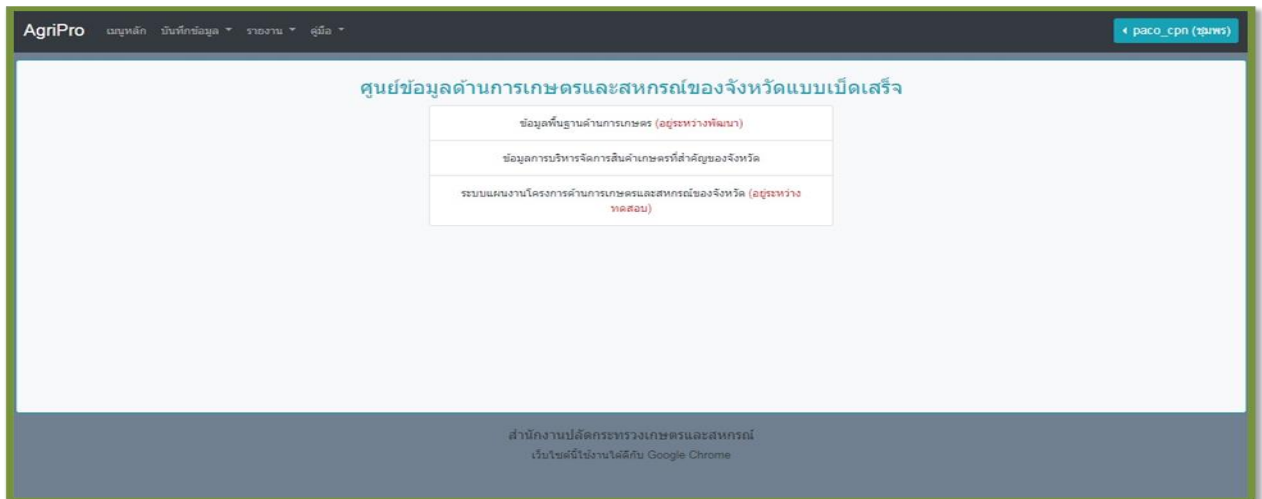 AgriPro เมนูหลัก บันทึกข้อมูล รายงาน คู่มือ paco_cpn (ชุมพร)
ศูนย์ข้อมูลด้านการเกษตรและสหกรณ์ของจังหวัดแบบเบ็ดเสร็จ
ข้อมูลพื้นฐานด้านการเกษตร (อยู่ระหว่างพัฒนา)
ข้อมูลการบริหารจัดการสินค้าเกษตรที่สำคัญของจังหวัด
ระบบแผนงานโครงการด้านการเกษตรและสหกรณ์ของจังหวัด (อยู่ระหว่าง
ทดสอบ)
สำนักงานปลัดกระทรวงเกษตรและสหกรณ์
เว็บไซต์นี้ใช้งานได้ดีกับ Google Chrome